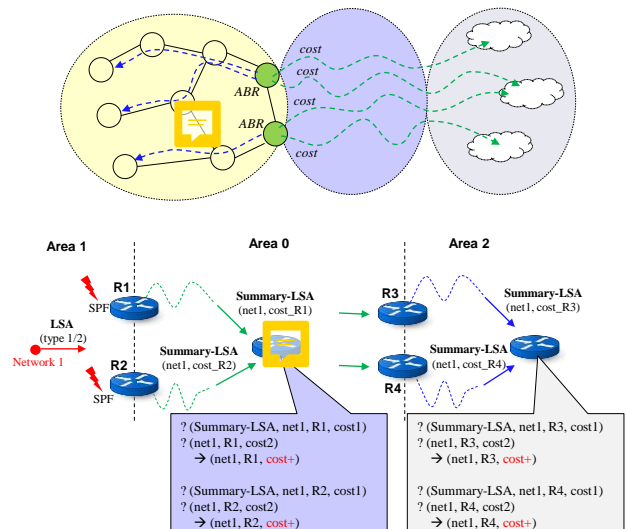 cost
cost
ABR
cost
ABR
cost
Area 1
Area 0
Area 2
R1
R3
SPF
Summary-LSA
(net1, cost_R1)
Summary-LSA
(net1, cost_R3)
LSA
(type 1/2)
Network 1
Summary-LSA
(net1, cost_R2)
Summary-LSA
(net1, cost_R4)
R2
R4
SPF
? (Summary-LSA, net1, R1, cost1)
? (net1, R1, cost2)
→ (net1, R1, cost+)
? (Summary-LSA, net1, R2, cost1)
? (net1, R2, cost2)
→ (net1, R2, cost+)
? (Summary-LSA, net1, R3, cost1)
? (net1, R3, cost2)
→ (net1, R3, cost+)
? (Summary-LSA, net1, R4, cost1)
? (net1, R4, cost2)
→ (net1, R4, cost+)